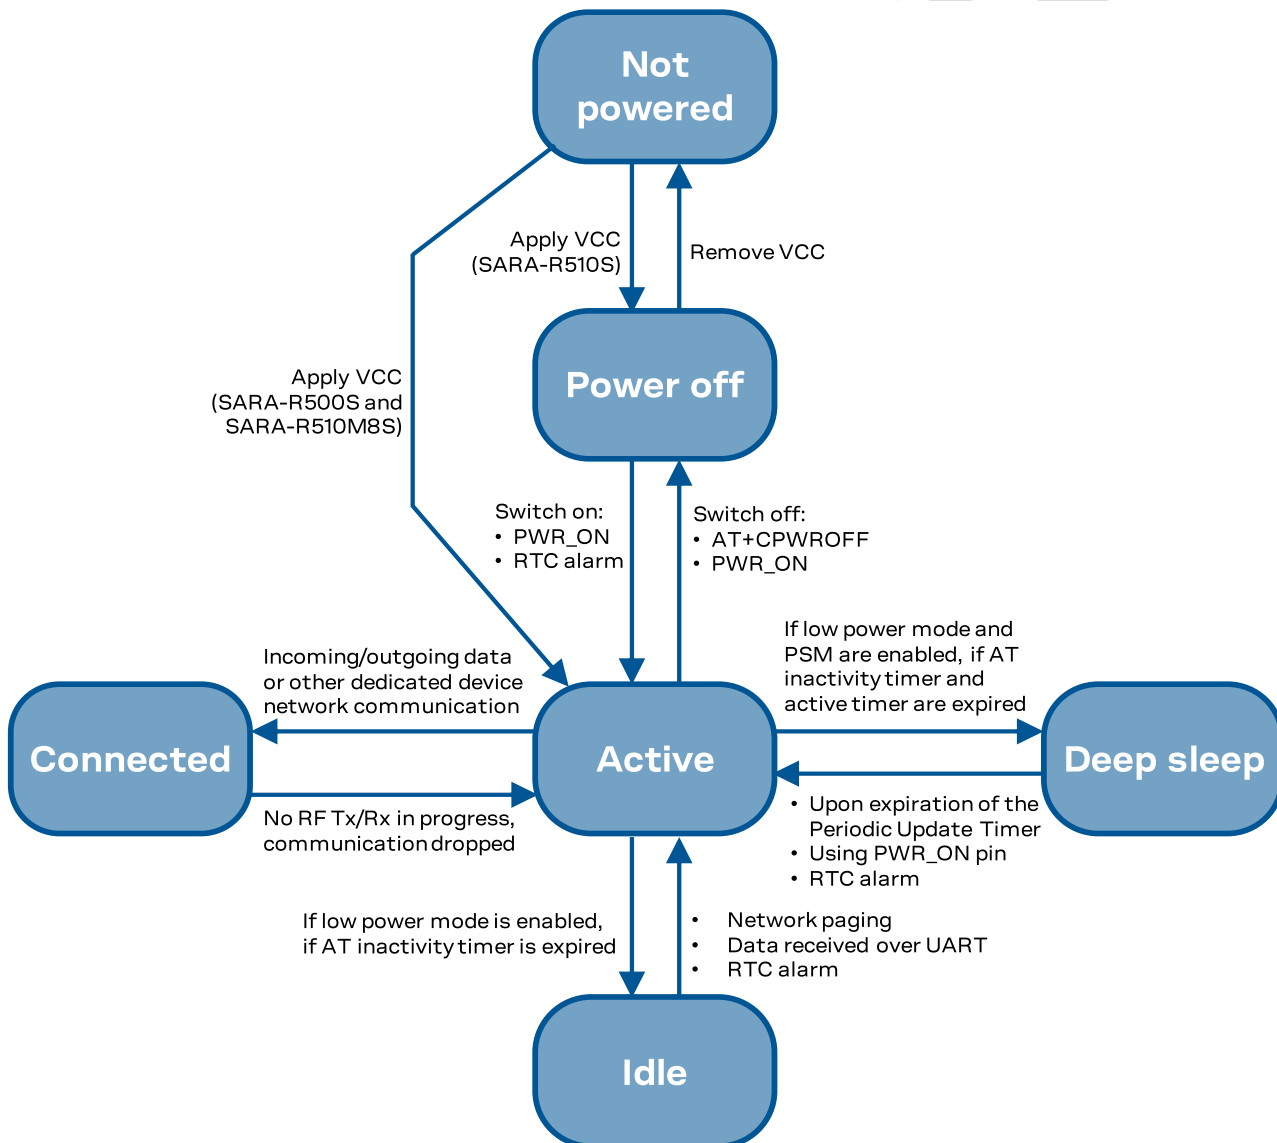 Not
powered
Apply VCC
(SARA-R510S)
Remove VCC
Apply VCC
(SARA-R500S and
SARA-R510M8S)
Power off
Switch on:
• PWR_ON
• RTC alarm
Switch off:
• AT+CPWROFF
• PWR_ON
Incoming/outgoing data
or other dedicated device
network communication
If low power mode and
PSM are enabled, if AT
inactivity timer and
active timer are expired
Connected
Active
Deep sleep
No RF Tx/Rx in progress,
communication dropped
• Upon expiration of the
Periodic Update Timer
• Using PWR_ON pin
• RTC alarm
If low power mode is enabled,
if AT inactivity timer is expired
• Network paging
• Data received over UART
• RTC alarm
Idle